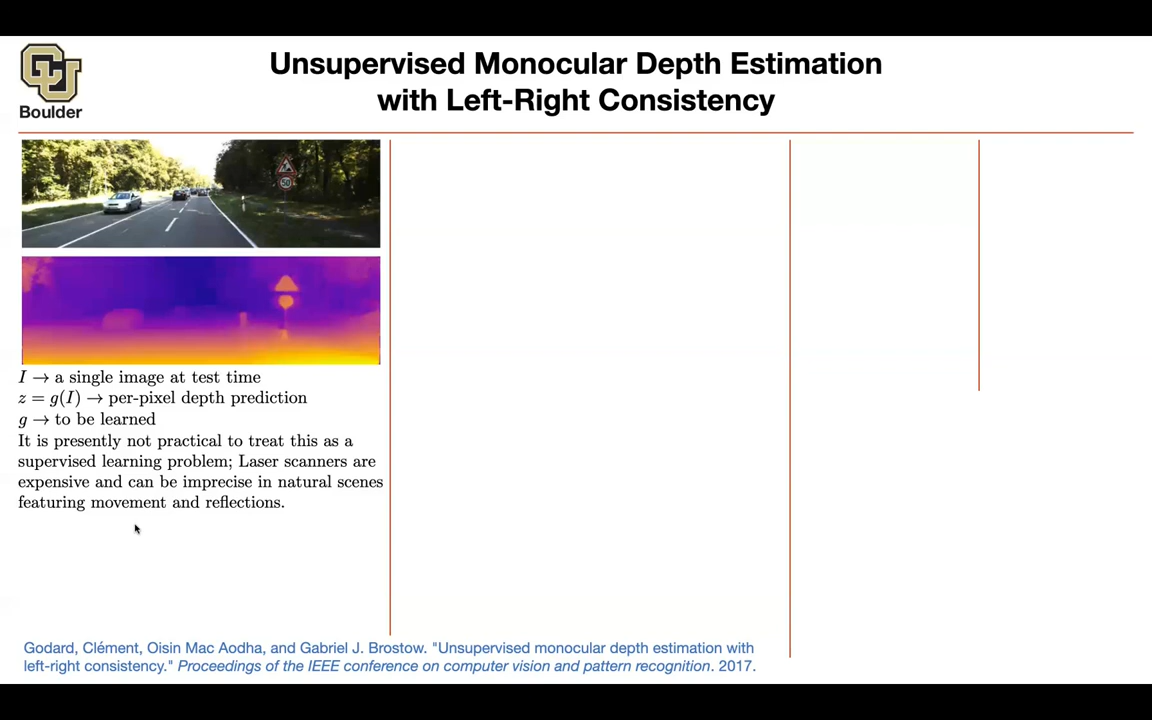 Unsupervised Monocular Depth Estimation
with Left-Right Consistency
CU
Boulder
50
I → a single image at test time
z = g(I) → per-pixel depth prediction
g → to be learned
It is presently not practical to treat this as a
supervised learning problem; Laser scanners are
expensive and can be imprecise in natural scenes
featuring movement and reflections.
Godard, Clément, Oisin Mac Aodha, and Gabriel J. Brostow. "Unsupervised monocular depth estimation with
left-right consistency." Proceedings of the IEEE conference on computer vision and pattern recognition. 2017.